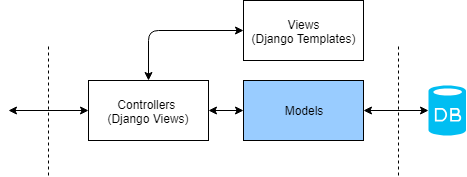 Views
(Django Templates)
Controllers
(Django Views)
Models
DB